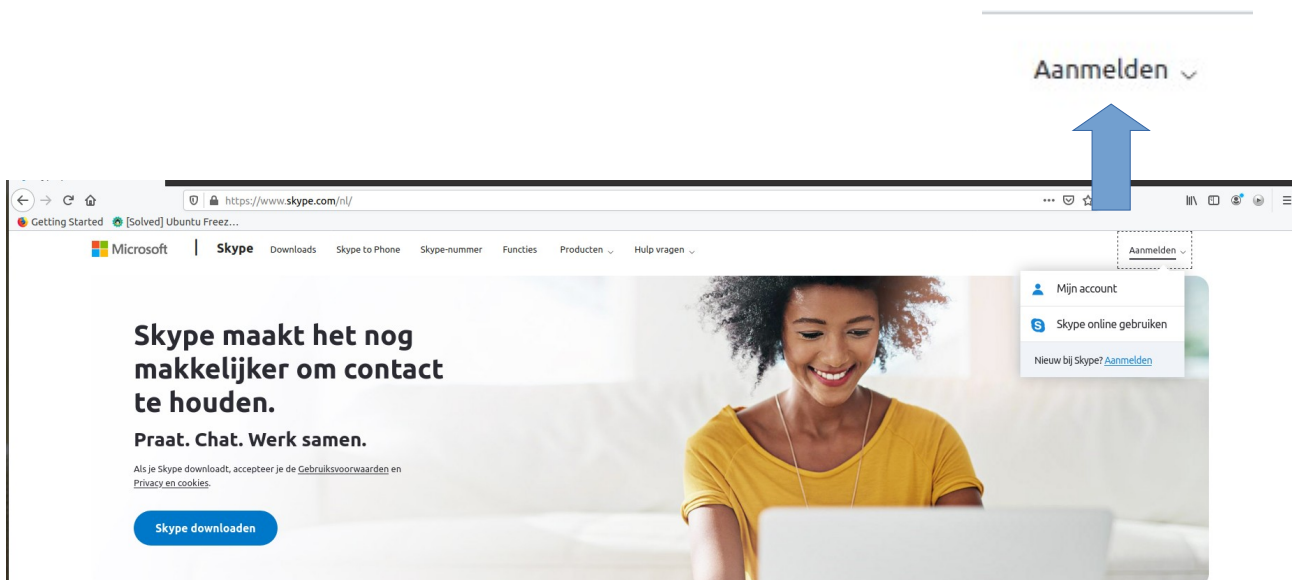 Aanmelden
https://www.skype.com/nl/
Getting Started [Solved] Ubuntu Freez...
Microsoft | Skype Downloads Skype to Phone Skype-nummer Functies Producten Hulp vragen Aanmelden
Mijn account
Skype online gebruiken
Nieuw bij Skype? Aanmelden
Skype maakt het nog
makkelijker om contact
te houden.
Praat. Chat. Werk samen.
Als je Skype downloadt, accepteer je de Gebruiksvoorwaarden en
Privacy en cookies.
Skype downloaden